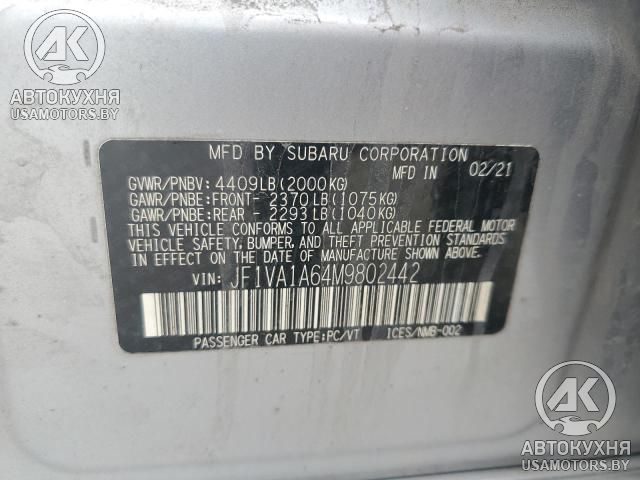 AK
АВТОКУХНЯ
USAMOTORS.BY
MFD BY SUBARU CORPORATION
MFD IN 02/21
GVWR/PNBV: 4409LB(2000KG)
GAWR/PNBE:FRONT- 2370LB(1075KG)
GAWR/PNBE:REAR - 2293LB(1040KG)
THIS VEHICLE CONFORMS TO ALL APPLICABLE FEDERAL MOTOR
VEHICLE SAFETY, BUMPER, AND THEFT PREVENTION STANDARDS
IN EFFECT ON THE DATE OF MANUFACTURE SHOWN ABOVE.
VIN: JF1VA1A64M9802442
PASSENGER CAR TYPE:PC/VT ICES/NMB-002
AK
АВТОКУХНЯ
USAMOTORS.BY